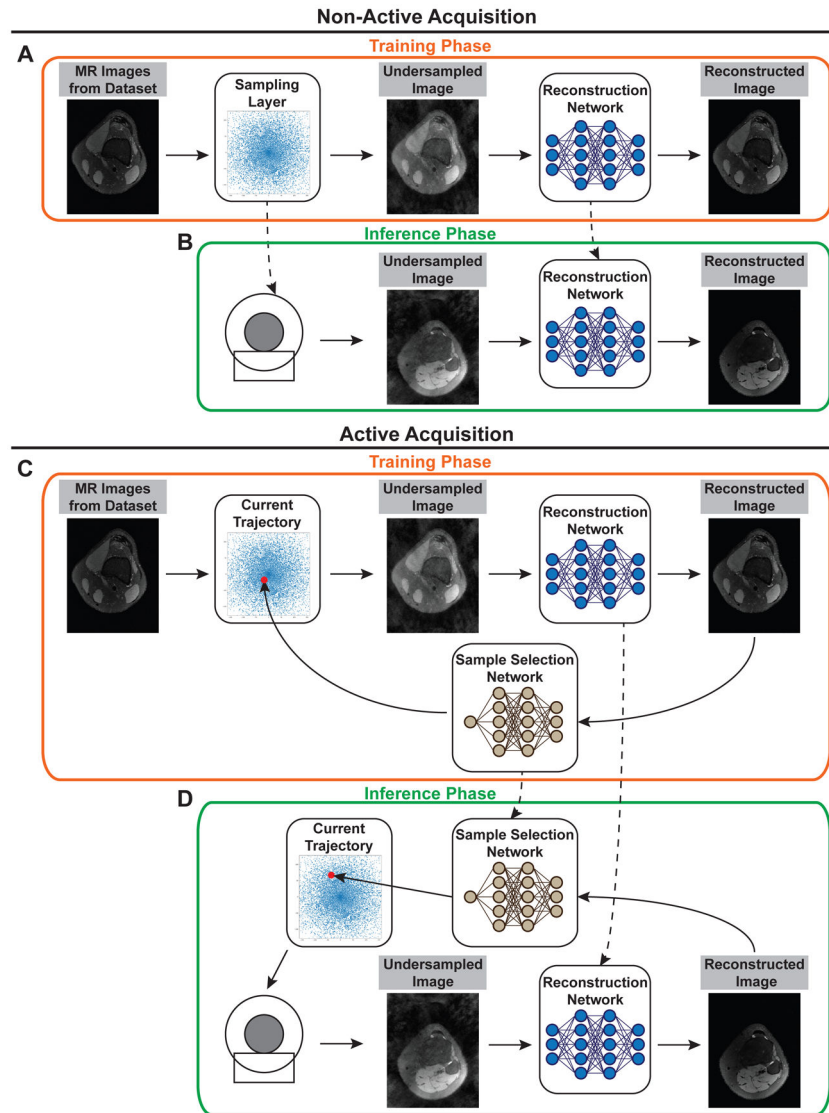 Non-Active Acquisition
A
Training Phase
MR Images
from Dataset
Sampling
Layer
Undersampled
Image
Reconstruction
Network
Reconstructed
Image
B
Inference Phase
Undersampled
Image
Reconstruction
Network
Reconstructed
Image
Active Acquisition
C
Training Phase
MR Images
from Dataset
Current
Trajectory
Undersampled
Image
Reconstruction
Network
Reconstructed
Image
Sample Selection
Network
D
Inference Phase
Current
Trajectory
Sample Selection
Network
Undersampled
Image
Reconstruction
Network
Reconstructed
Image